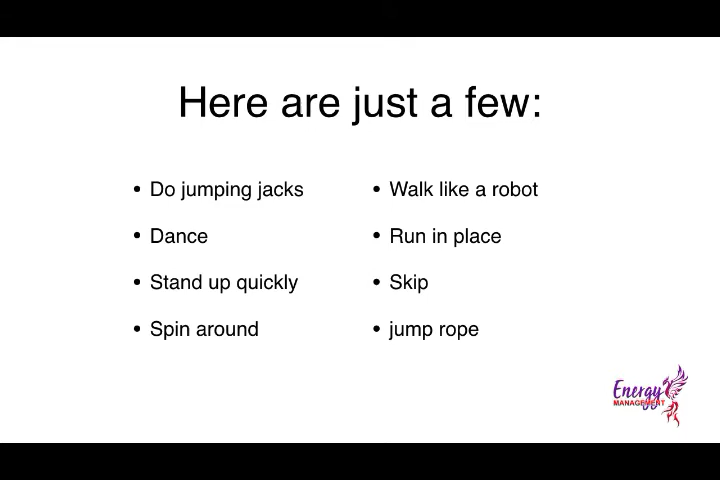 Here are just a few:
• Do jumping jacks
• Dance
• Stand up quickly
• Spin around
• Walk like a robot
• Run in place
• Skip
• jump rope
Energy
MANAGEMENT